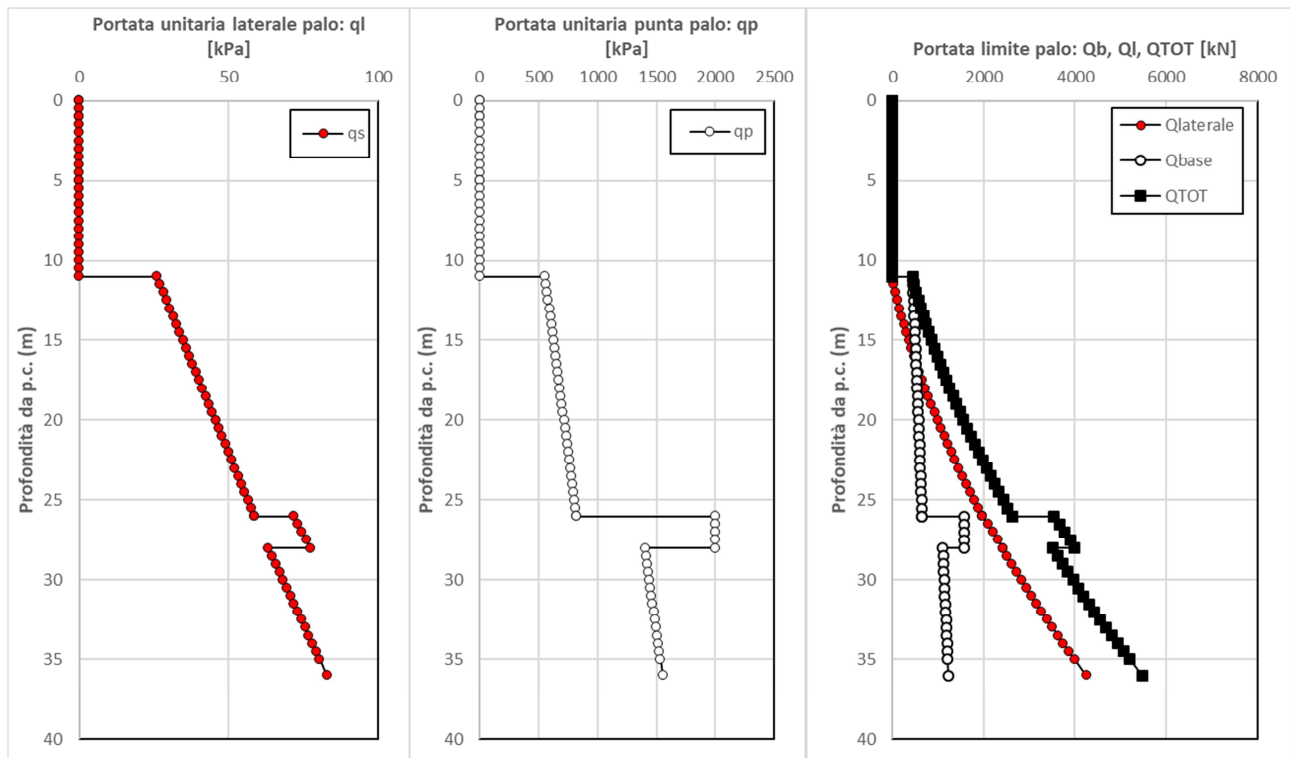 Portata unitaria laterale palo: ql
[kPa]
0 50 100
0
5
10
15
20
25
30
35
40
Profondità da p.c. (m)
qs
Portata unitaria punta palo: qp
[kPa]
0 500 1000 1500 2000 2500
0
5
10
15
20
25
30
35
40
Profondità da p.c. (m)
qp
Portata limite palo: Qb, Ql, QTOT [kN]
0 2000 4000 6000 8000
0
5
10
15
20
25
30
35
40
Profondità da p.c. (m)
Qlaterale
Qbase
QTOT